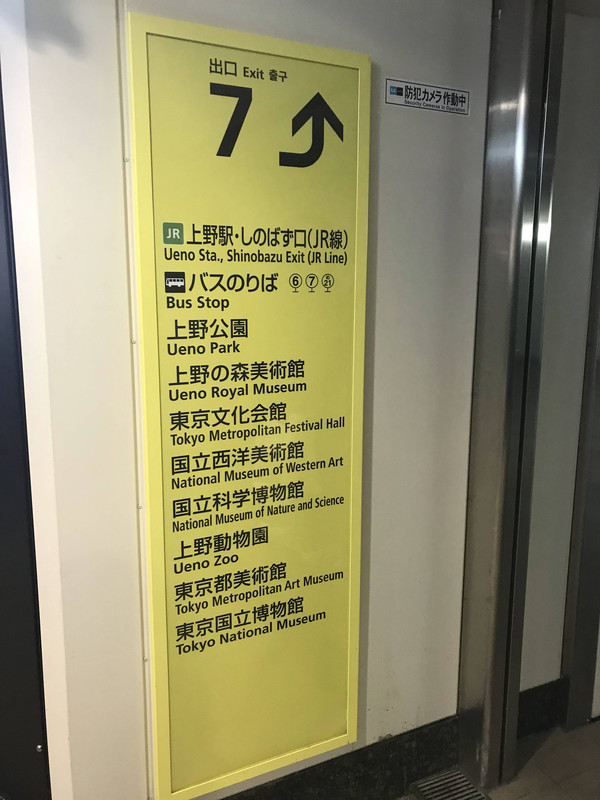 出口 Exit 출구
7
JR 上野駅・しのばず口(JR線)
Ueno Sta., Shinobazu Exit (JR Line)
バスのりば 6 7
Bus Stop
上野公園
Ueno Park
上野の森美術館
Ueno Royal Museum
東京文化会館
Tokyo Metropolitan Festival Hall
国立西洋美術館
National Museum of Western Art
国立科学博物館
National Museum of Nature and Science
上野動物園
Ueno Zoo
東京都美術館
Tokyo Metropolitan Art Museum
東京国立博物館
Tokyo National Museum
防犯カメラ作動中
Security Cameras in Operation